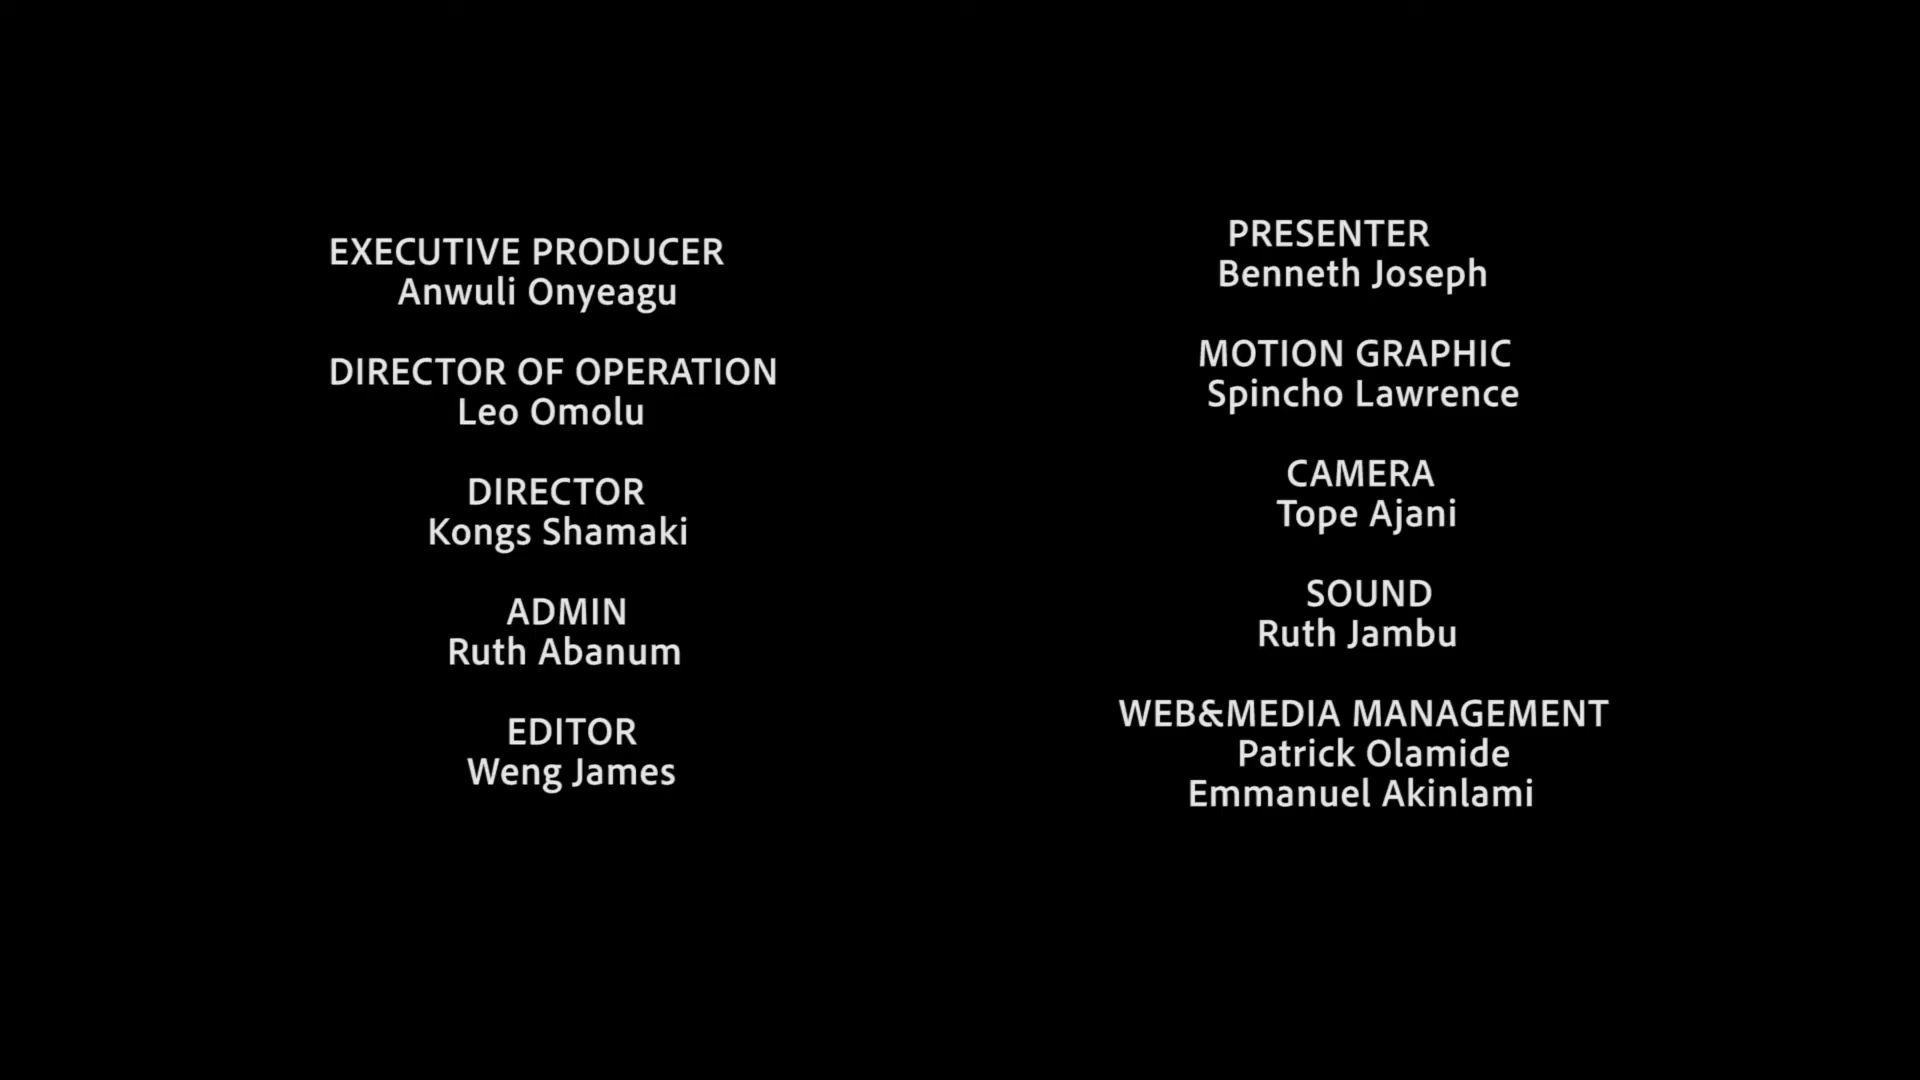 EXECUTIVE PRODUCER
Anwuli Onyeagu
DIRECTOR OF OPERATION
Leo Omolu
DIRECTOR
Kongs Shamaki
ADMIN
Ruth Abanum
EDITOR
Weng James
PRESENTER
Benneth Joseph
MOTION GRAPHIC
Spincho Lawrence
CAMERA
Tope Ajani
SOUND
Ruth Jambu
WEB&MEDIA MANAGEMENT
Patrick Olamide
Emmanuel Akinlami